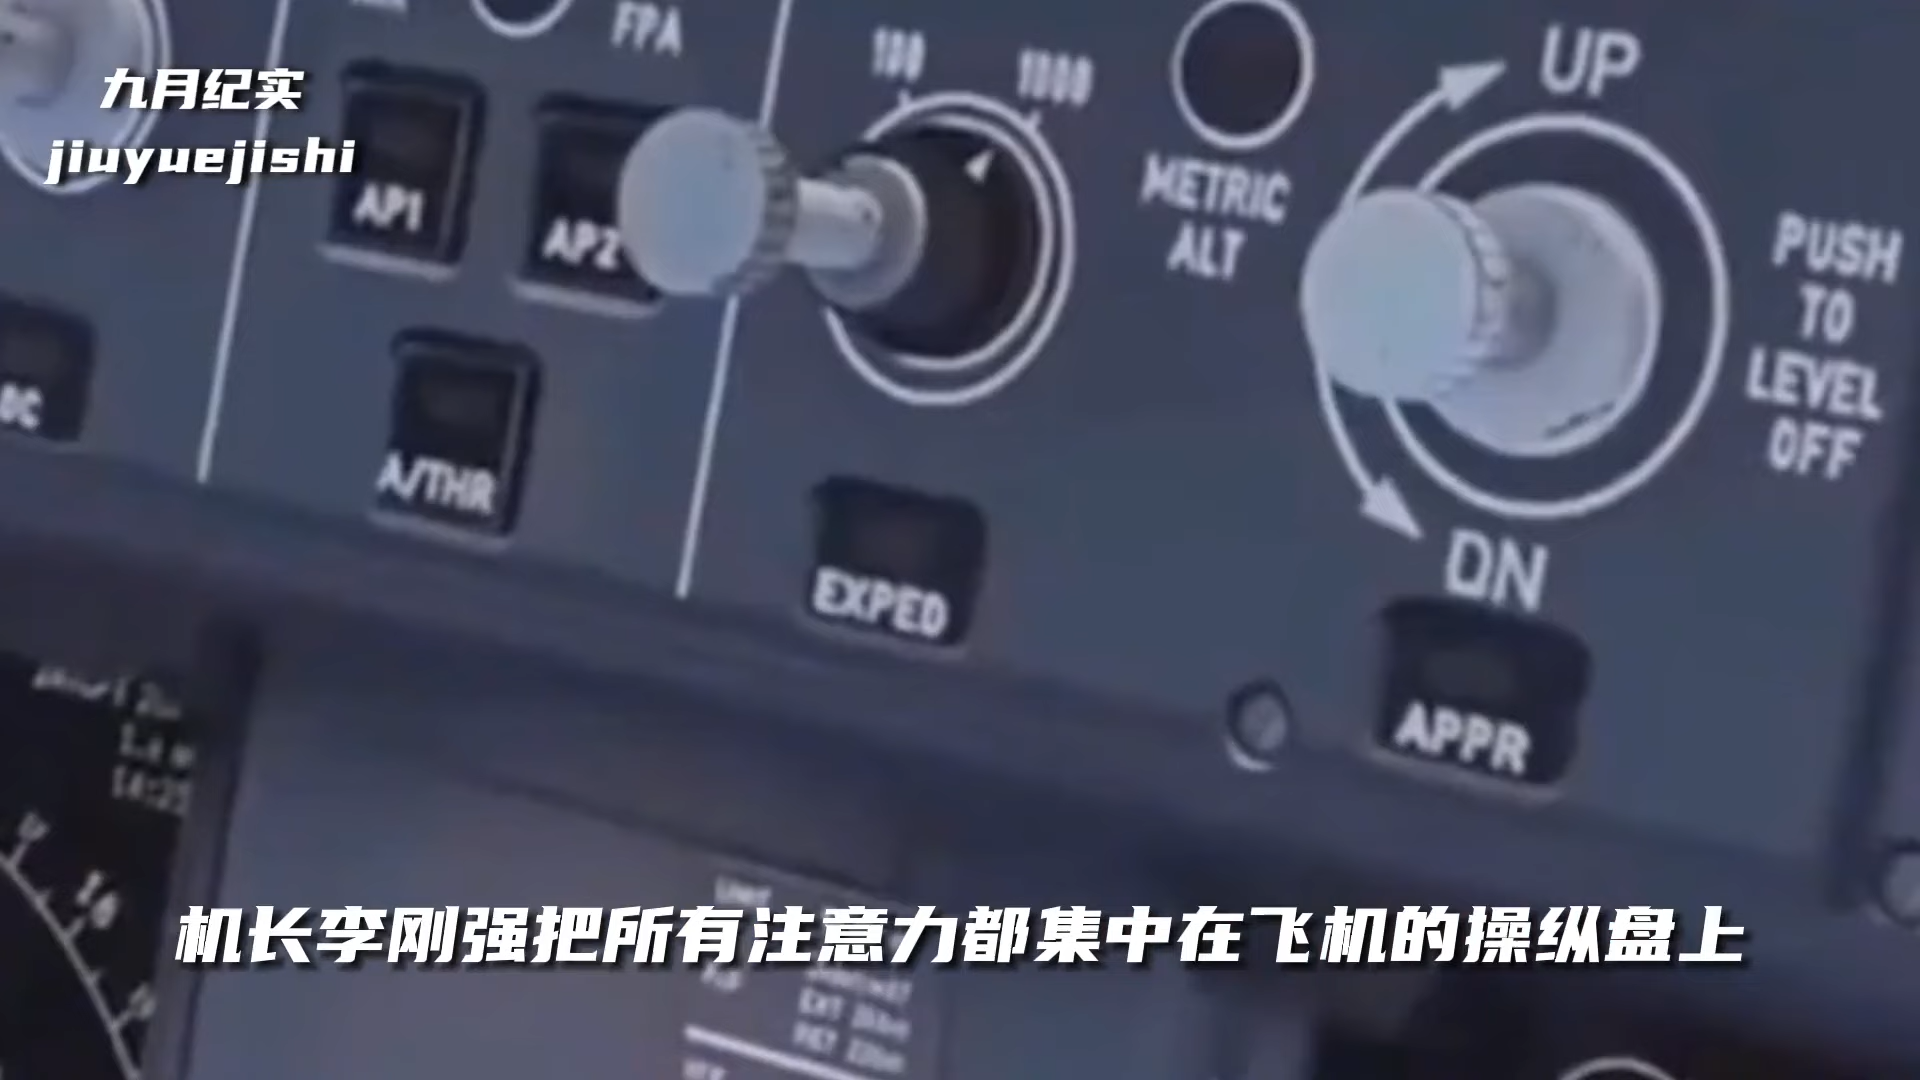 九月纪实
jiuyuejishi
FPA
100
1000
UP
AP1
AP2
METRIC
ALT
PUSH
TO
LEVEL
OFF
A/THR
EXPED
DN
APPR
16
机长李刚强把所有注意力都集中在飞机的操纵盘上